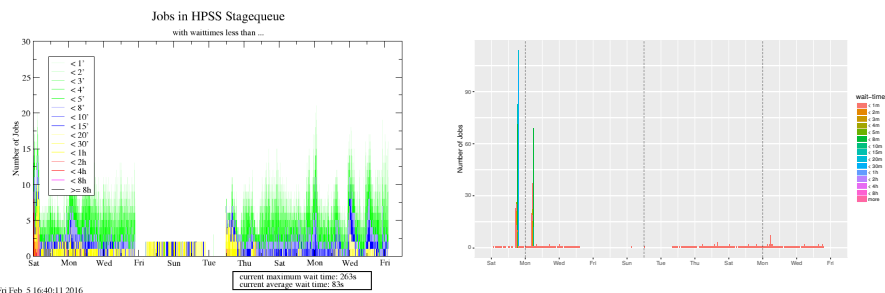 Jobs in HPSS Stagequeue
with waittimes less than ...
Number of Jobs
30
25
20
15
10
5
0
< 1'
< 2'
< 3'
< 4'
< 5'
< 8'
< 10'
< 15'
< 20'
< 30'
< 1h
< 2h
< 4h
< 8h
>= 8h
Sat Mon Wed Fri Sun Tue Thu Sat Mon Wed Fri
current maximum wait time: 263s
current average wait time: 83s
Fri Feb 5 16:40:11 2016
Number of Jobs
90
60
30
0
Sat Mon Wed Fri Sun Tue Thu Sat Mon Wed Fri
wait-time
< 1m
< 2m
< 3m
< 4m
< 5m
< 8m
< 10m
< 15m
< 20m
< 30m
< 1h
< 2h
< 4h
< 8h
more